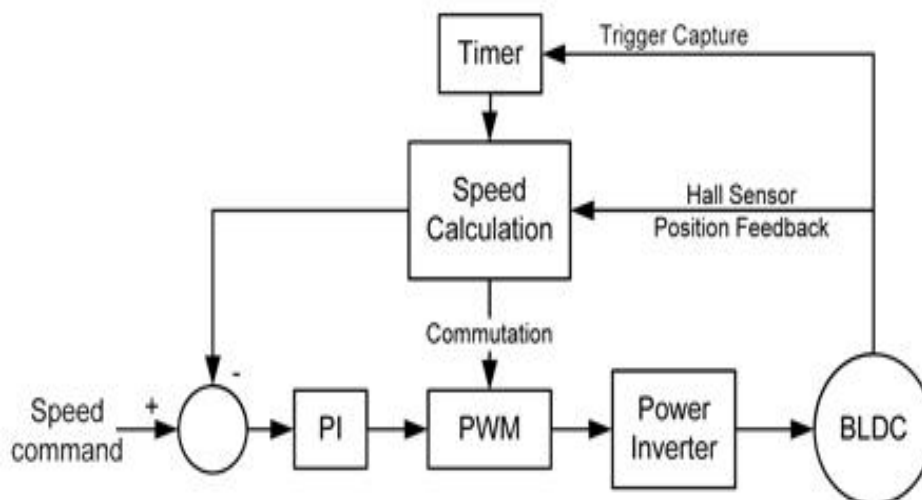 Timer
Trigger Capture
Speed
Calculation
Hall Sensor
Position Feedback
Commutation
-
+
Speed
command
PI
PWM
Power
Inverter
BLDC